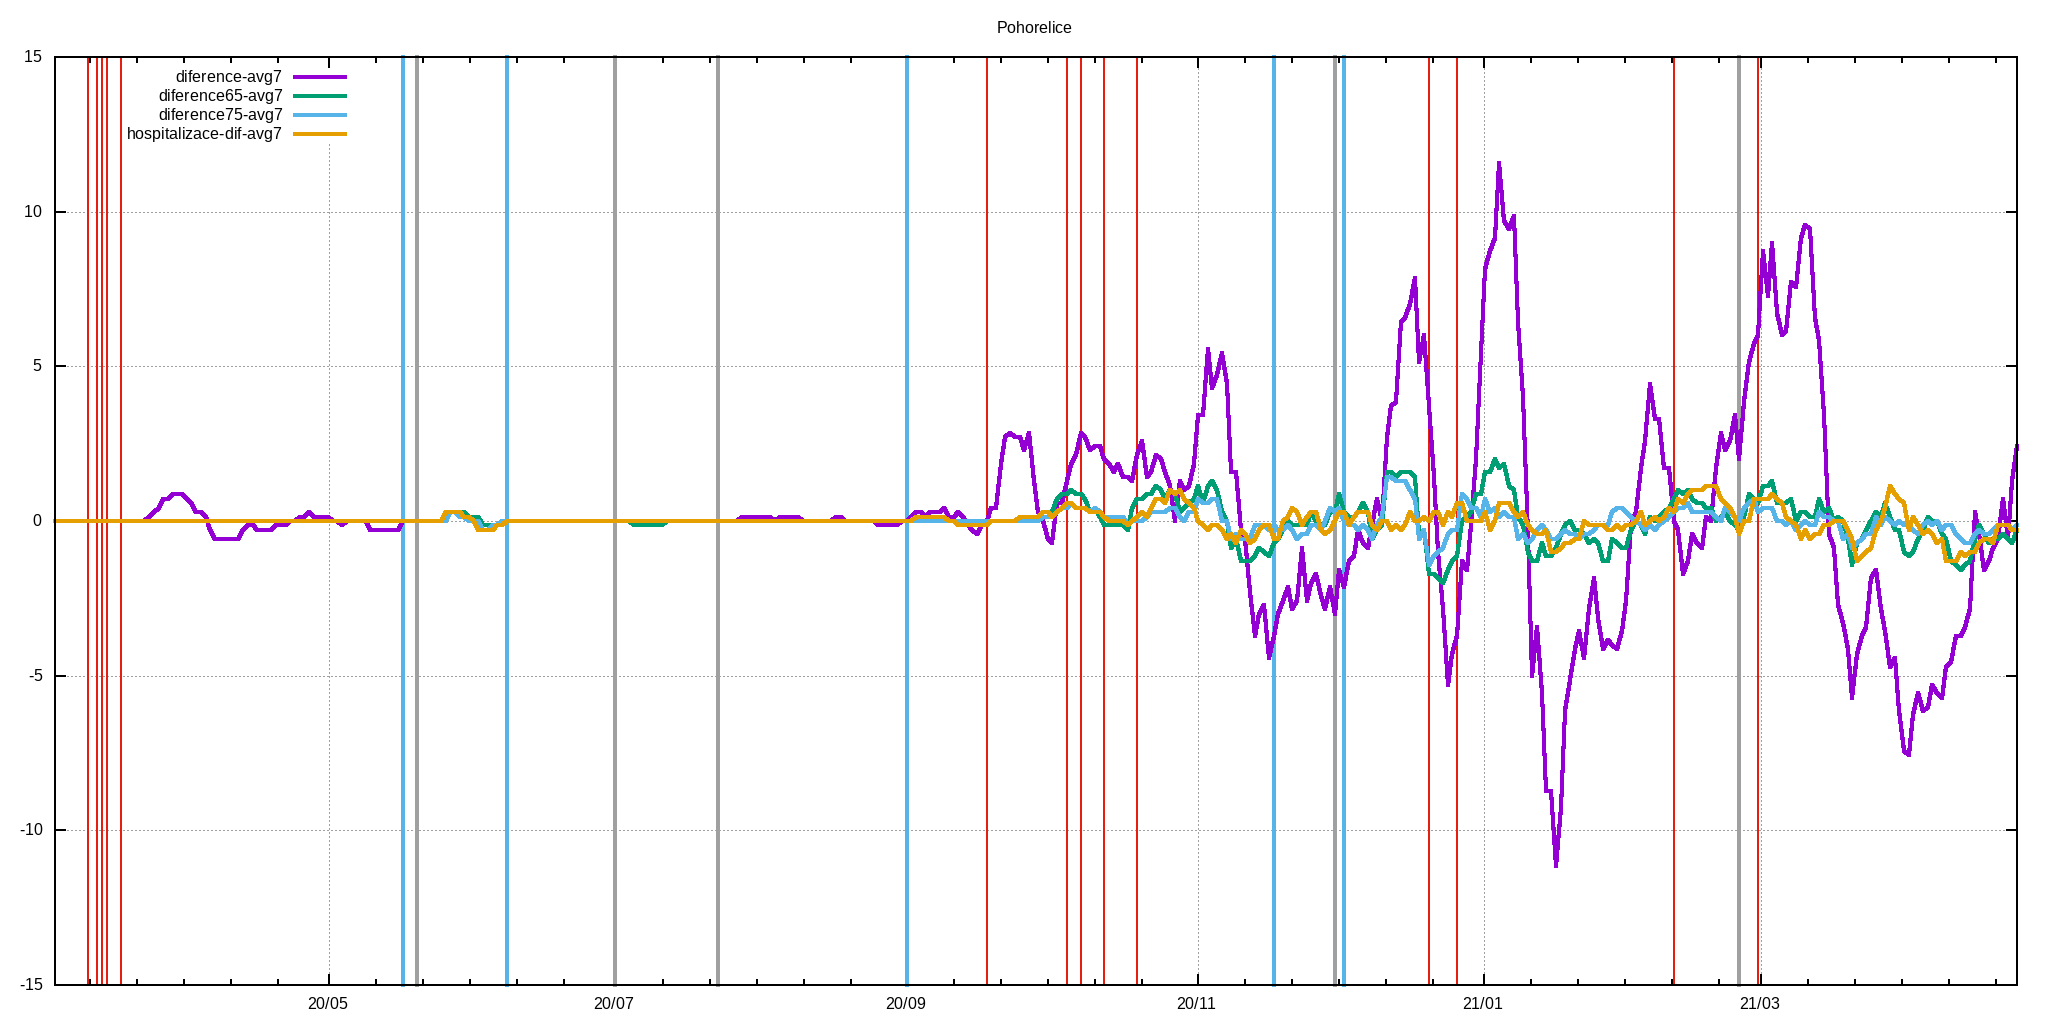 Pohorelice
15
10
5
0
-5
-10
-15
diference-avg7
diference65-avg7
diference75-avg7
hospitalizace-dif-avg7
20/05 20/07 20/09 20/11 21/01 21/03